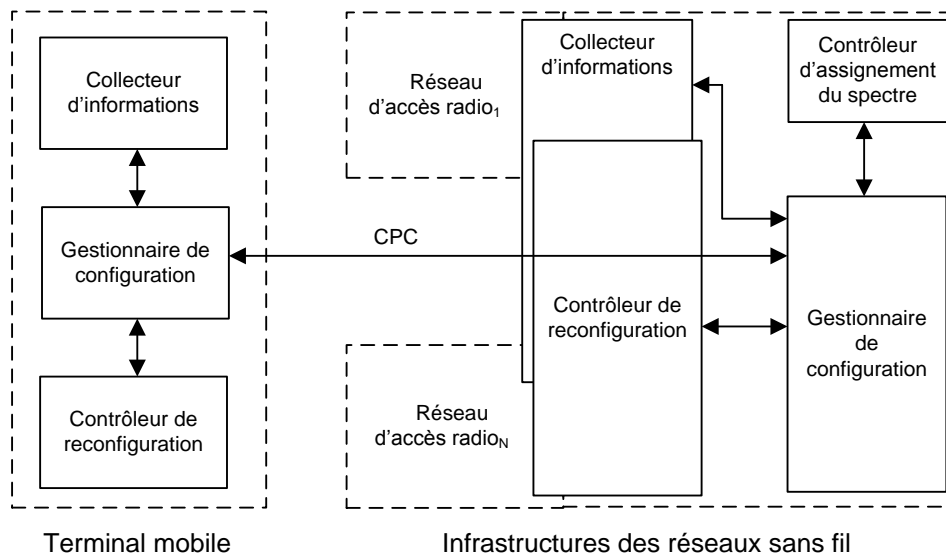 Collecteur
d'informations
Gestionnaire de
configuration
Contrôleur de
reconfiguration
Terminal mobile
Réseau
d'accès radio1
CPC
Réseau
d'accès radioN
Collecteur
d'informations
Contrôleur de
reconfiguration
Contrôleur
d'assignement
du spectre
Gestionnaire
de
configuration
Infrastructures des réseaux sans fil